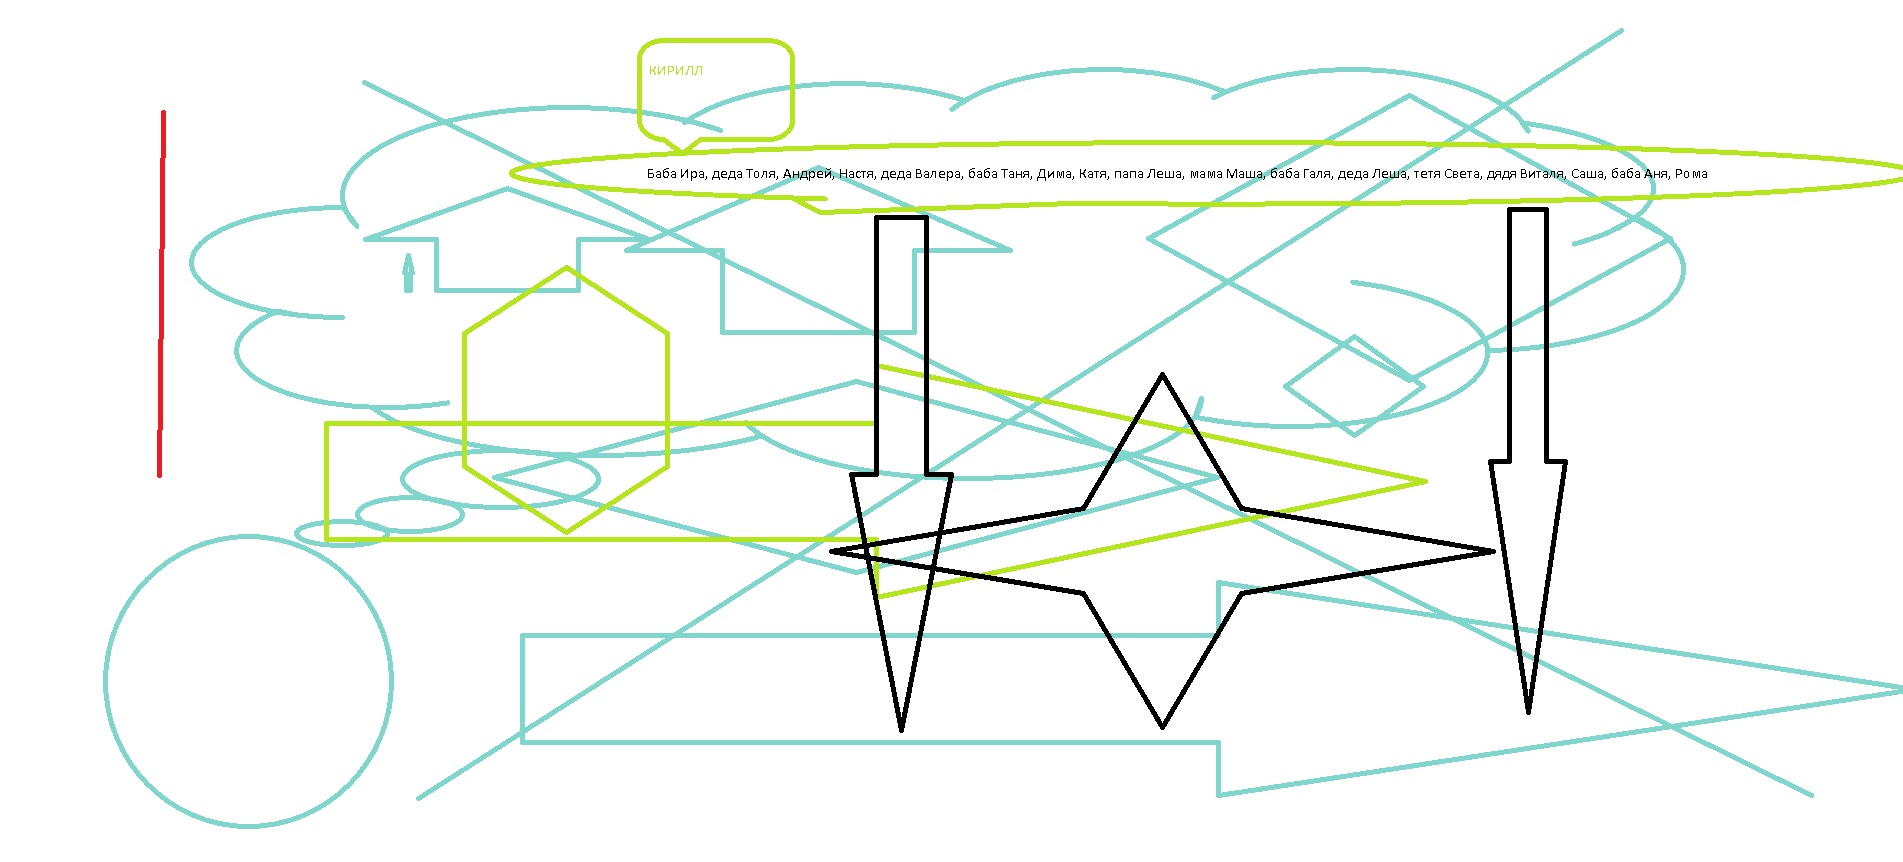 КИРИЛЛ
Баба Ира, деда Толя, Андрей, Настя, деда Валера, баба Таня, Дима, Катя, папа Леша, мама Маша, баба Галя, деда Леша, тетя Света, дядя Виталя, Саша, баба Аня, Рома